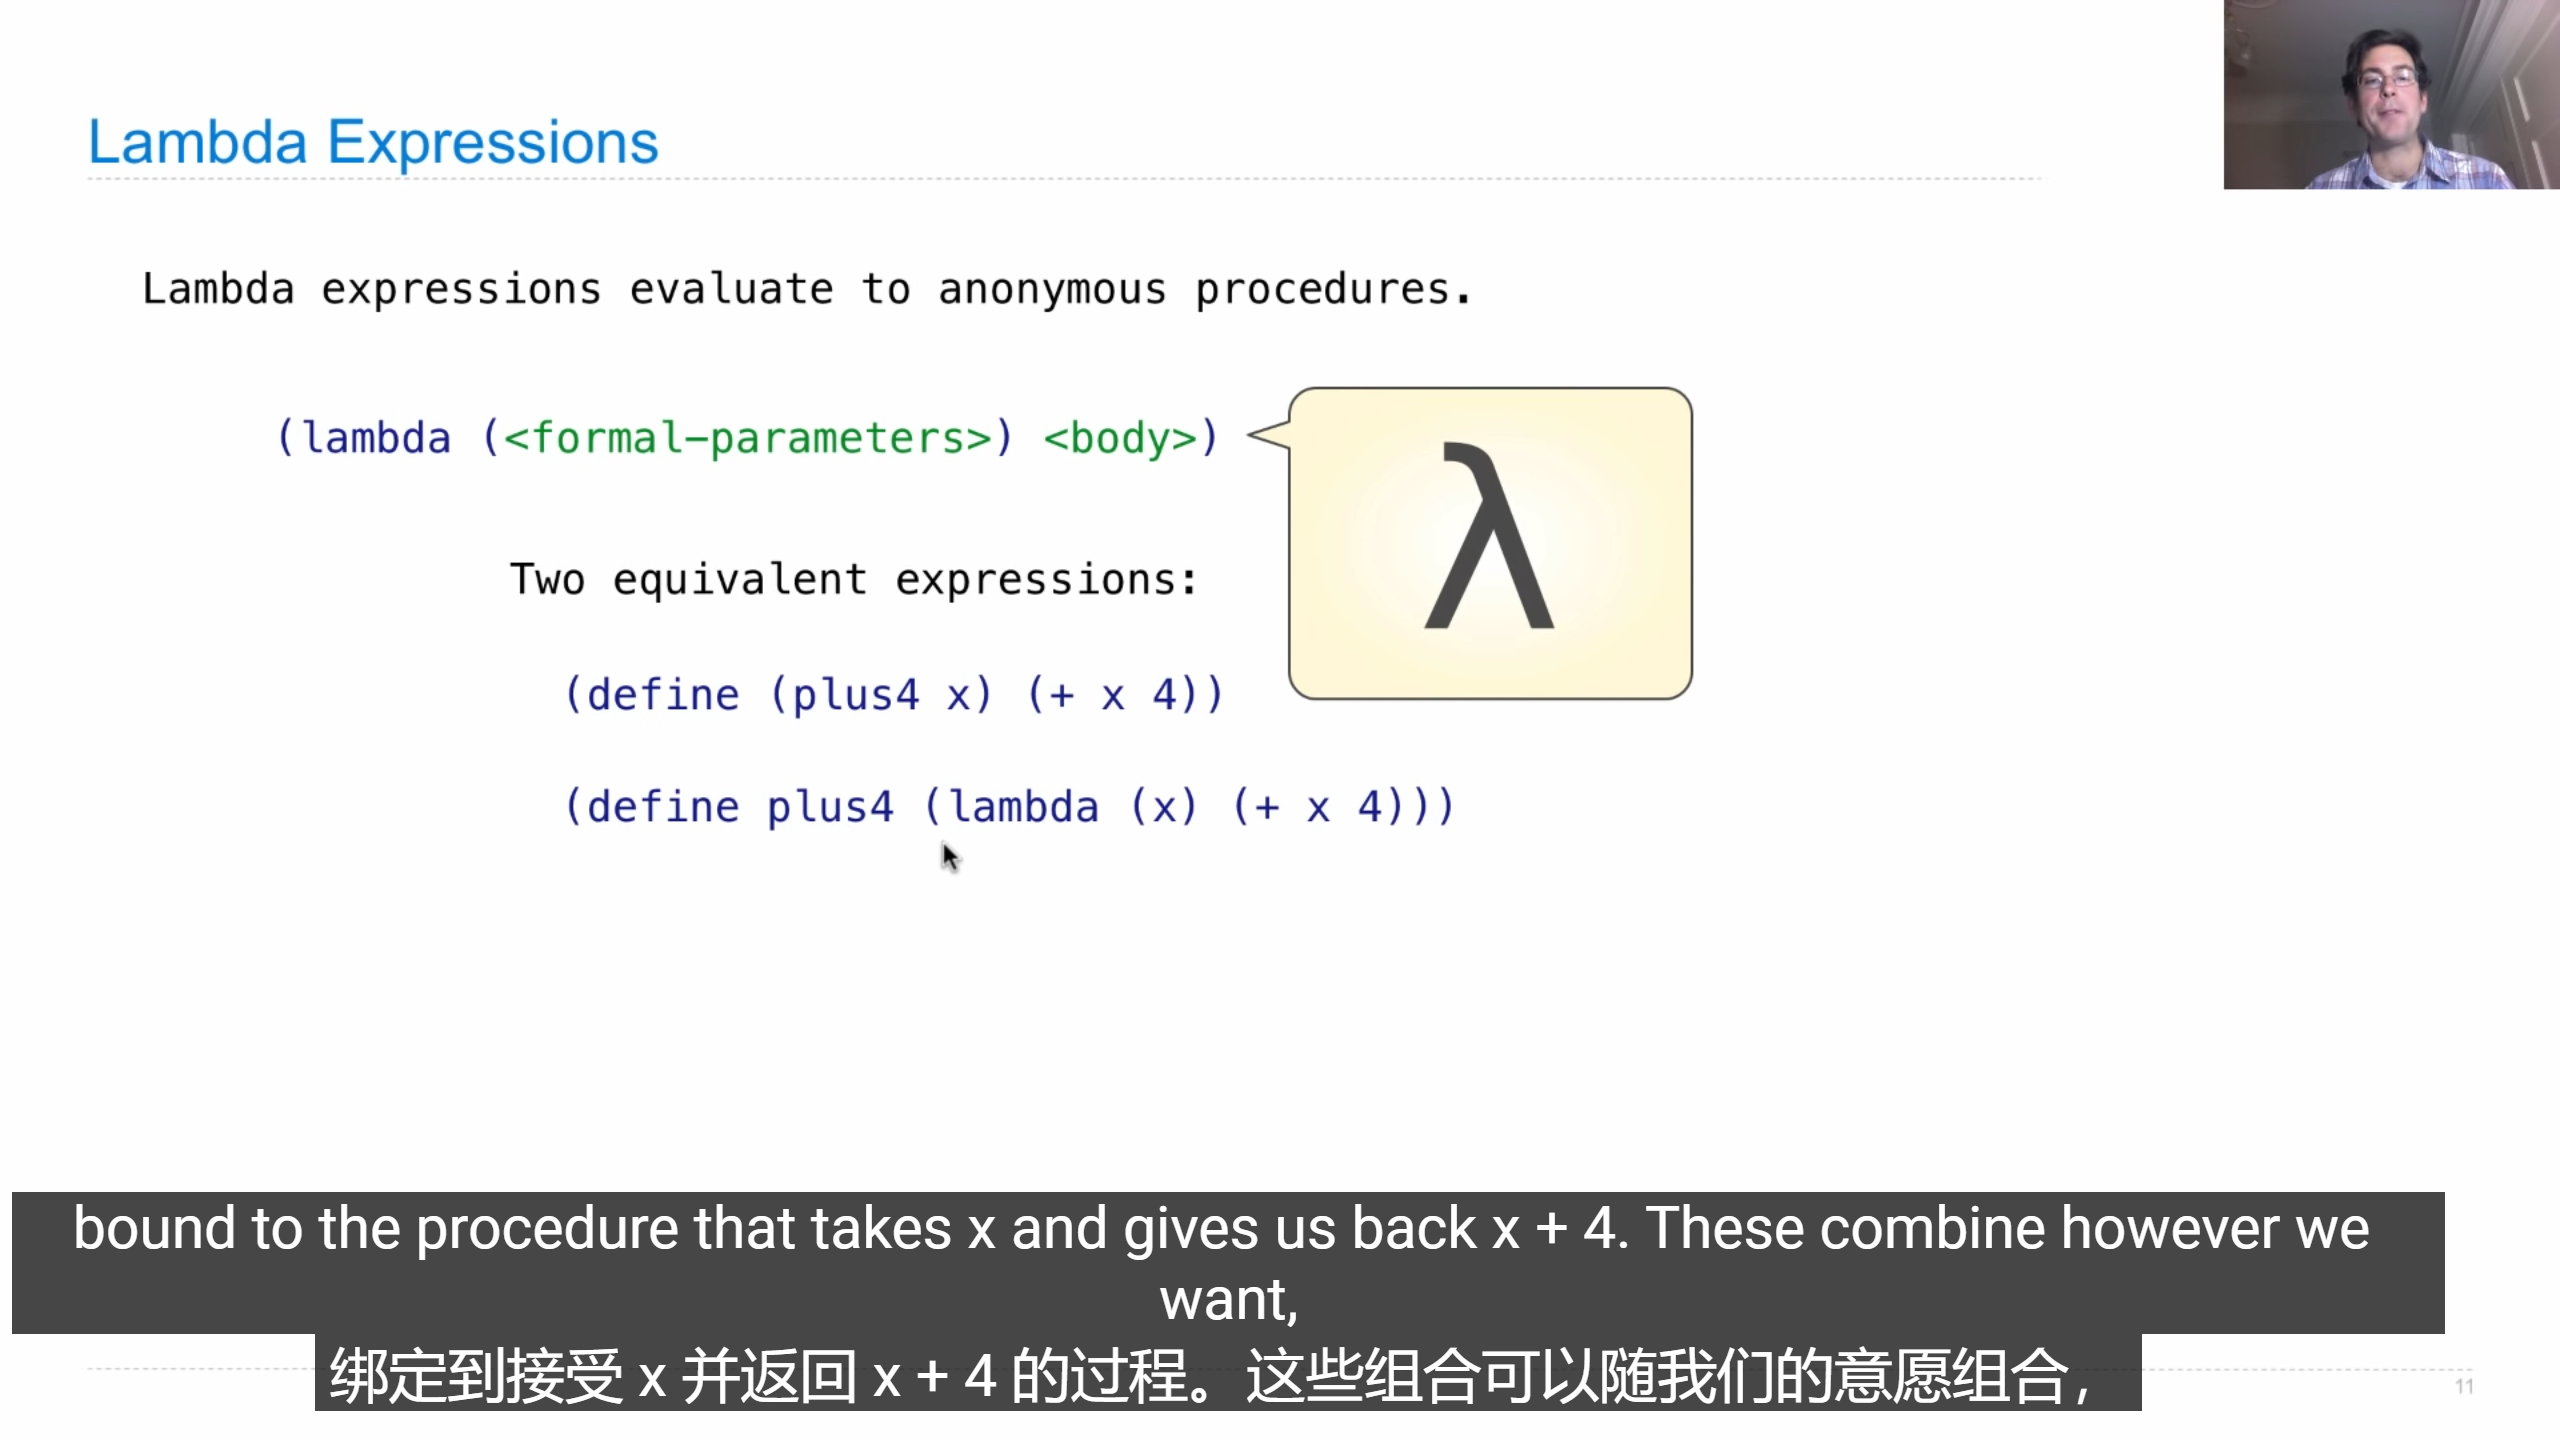 Lambda Expressions
Lambda expressions evaluate to anonymous procedures.
(lambda (<formal-parameters>) <body>)
λ
Two equivalent expressions:
(define (plus4 x) (+ x 4))
(define plus4 (lambda (x) (+ x 4)))
bound to the procedure that takes x and gives us back x + 4. These combine however we
want,
绑定到接受 x 并返回 x + 4 的过程。这些组合可以随我们的意愿组合，
11